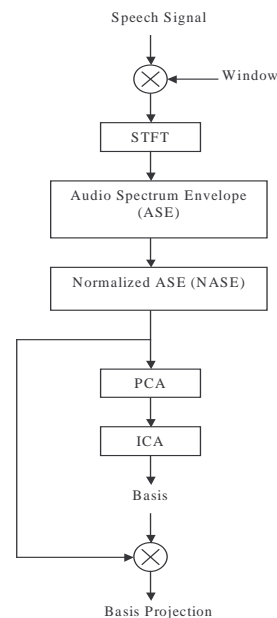 Speech Signal
Window
STFT
Audio Spectrum Envelope
(ASE)
Normalized ASE (NASE)
PCA
ICA
Basis
Basis Projection